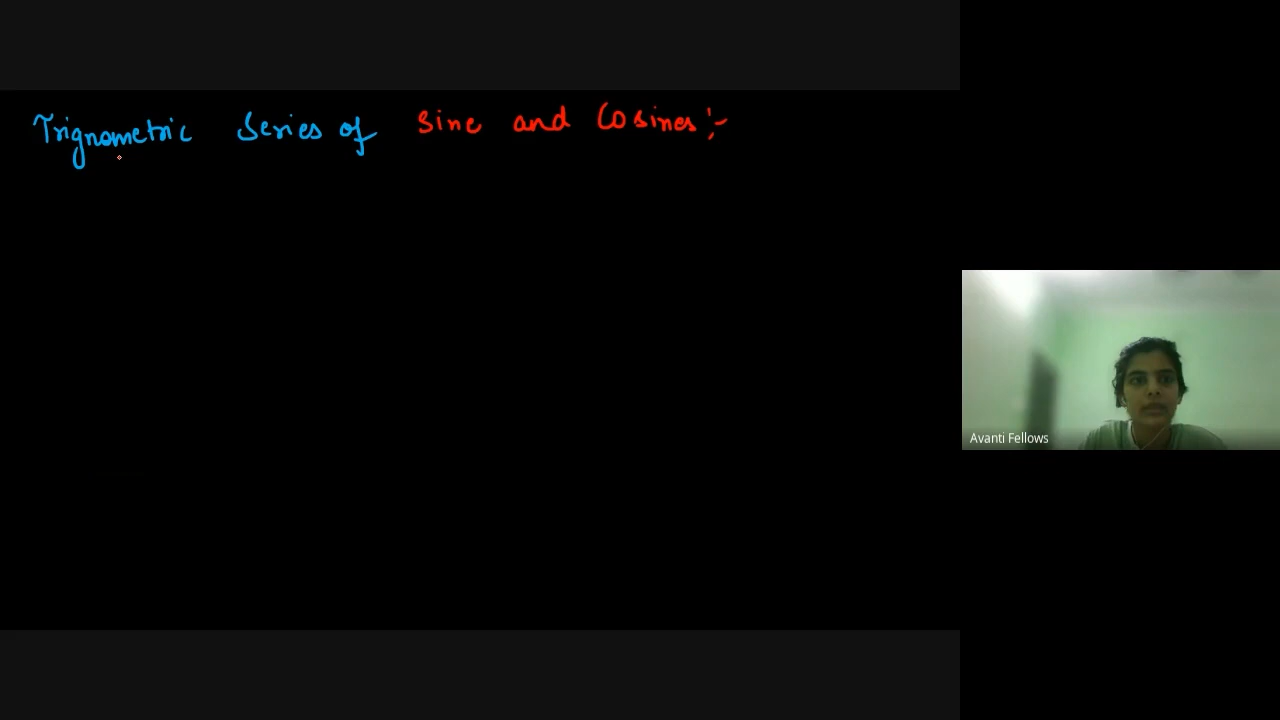 Trignometric Series of Sine and Cosines :-
Avanti Fellows